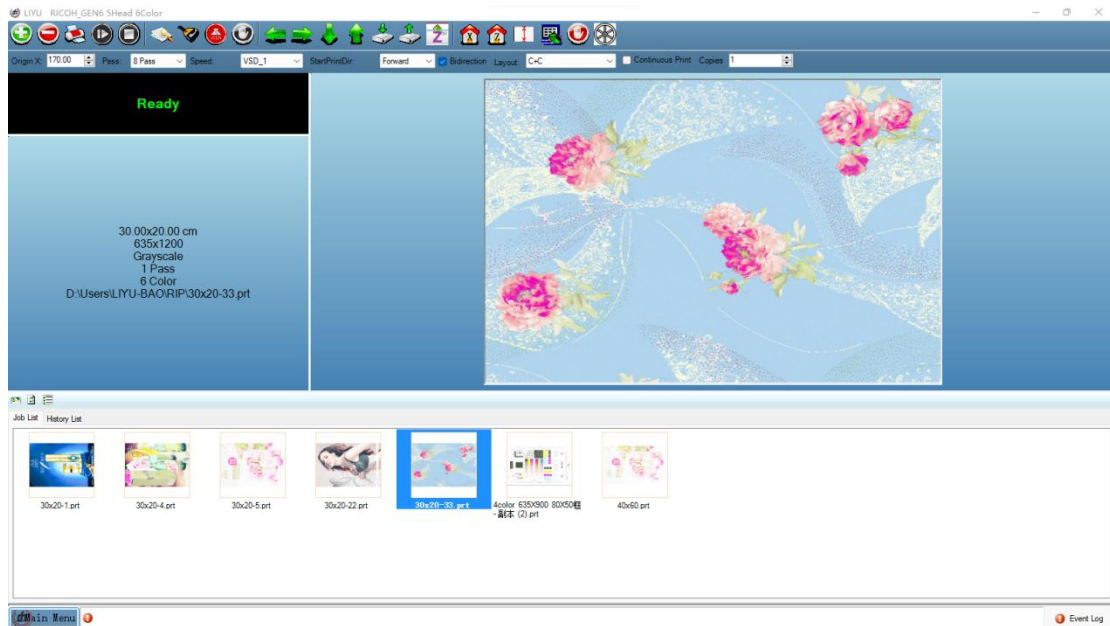 LIYU RICOH_GEN6 5Head 6Color
Origin X: 170.00 Pass: 8 Pass Speed: VSD_1 StartPrintDir: Forward Bidirection Layout: C+C Continuous Print Copies 1
Ready
30.00x20.00 cm
635x1200
Grayscale
1 Pass
6 Color
D:\Users\LIYU-BAO\RIP\30x20-33.prt
Job List History List
30x20-1.prt 30x20-4.prt 30x20-5.prt 30x20-22.prt 30x20-33.prt 4color 635X900 80X50框 40x60.prt
- 副本 (2).prt
Main Menu Event Log